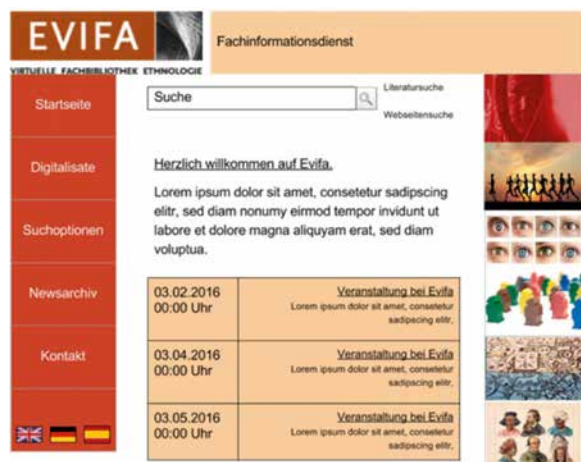 EVIFA
VIRTUELLE FACHBIBLIOTHEK ETHNOLOGIE
Fachinformationsdienst
Startseite
Digitalisate
Suchoptionen
Newsarchiv
Kontakt
Suche
Literatursuche
Webseitensuche
Herzlich willkommen auf Evifa.
Lorem ipsum dolor sit amet, consetetur sadipscing
elitr, sed diam nonumy eirmod tempor invidunt ut
labore et dolore magna aliquyam erat, sed diam
voluptua.
03.02.2016
00:00 Uhr
Veranstaltung bei Evifa
Lorem ipsum dolor sit amet, consetetur
sadipscing elitr,
03.04.2016
00:00 Uhr
Veranstaltung bei Evifa
Lorem ipsum dolor sit amet, consetetur
sadipscing elitr,
03.05.2016
00:00 Uhr
Veranstaltung bei Evifa
Lorem ipsum dolor sit amet, consetetur
sadipscing elitr,